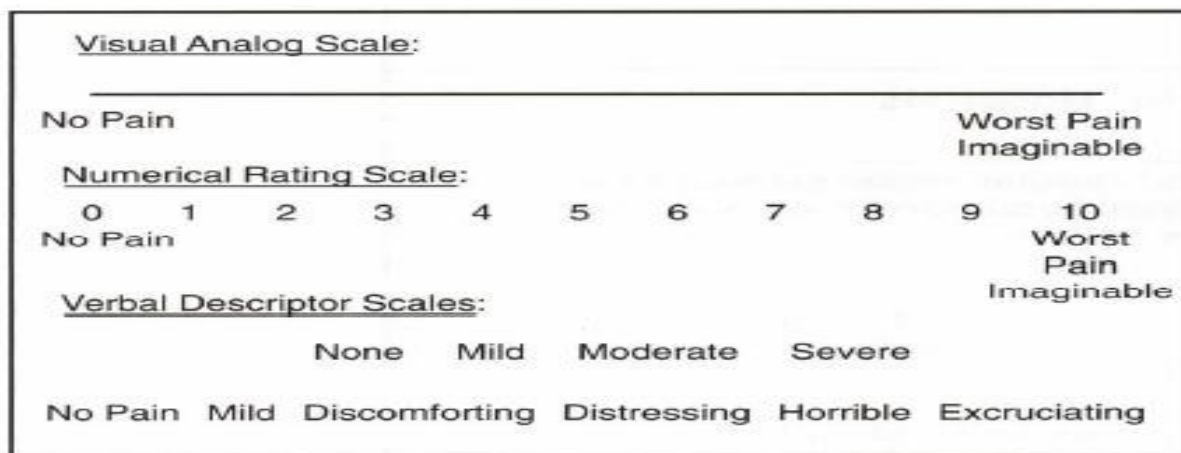 Visual Analog Scale:
No Pain Worst Pain
Imaginable
Numerical Rating Scale:
0 1 2 3 4 5 6 7 8 9 10
No Pain Worst
Pain
Imaginable
Verbal Descriptor Scales:
None Mild Moderate Severe
No Pain Mild Discomforting Distressing Horrible Excruciating